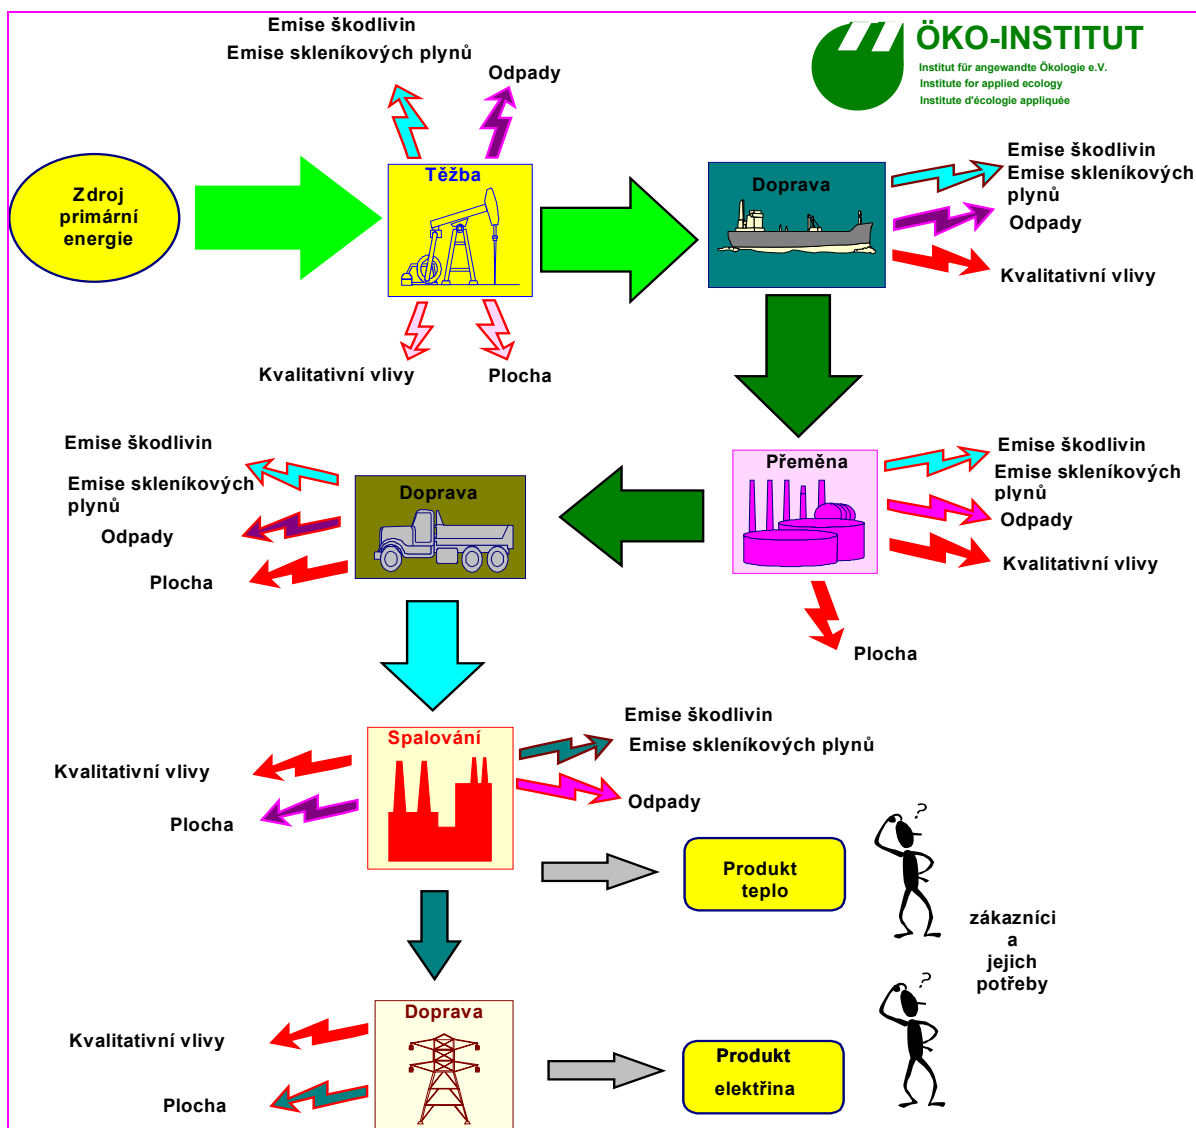 Emise škodlivin
Emise skleníkových plynů
Odpady
ÖKO-INSTITUT
Institut für angewandte Ökologie e.V.
Institute for applied ecology
Institute d'écologie appliquée
Zdroj
primární
energie
Těžba
Kvalitativní vlivy
Plocha
Doprava
Emise škodlivin
Emise skleníkových
plynů
Odpady
Kvalitativní vlivy
Přeměna
Emise škodlivin
Emise skleníkových
plynů
Odpady
Kvalitativní vlivy
Plocha
Emise škodlivin
Emise skleníkových
plynů
Odpady
Plocha
Doprava
Spalování
Emise škodlivin
Emise skleníkových plynů
Odpady
Kvalitativní vlivy
Plocha
Produkt
teplo
?
zákazníci
a
jejich
potřeby
Doprava
Kvalitativní vlivy
Plocha
Produkt
elektřina
?